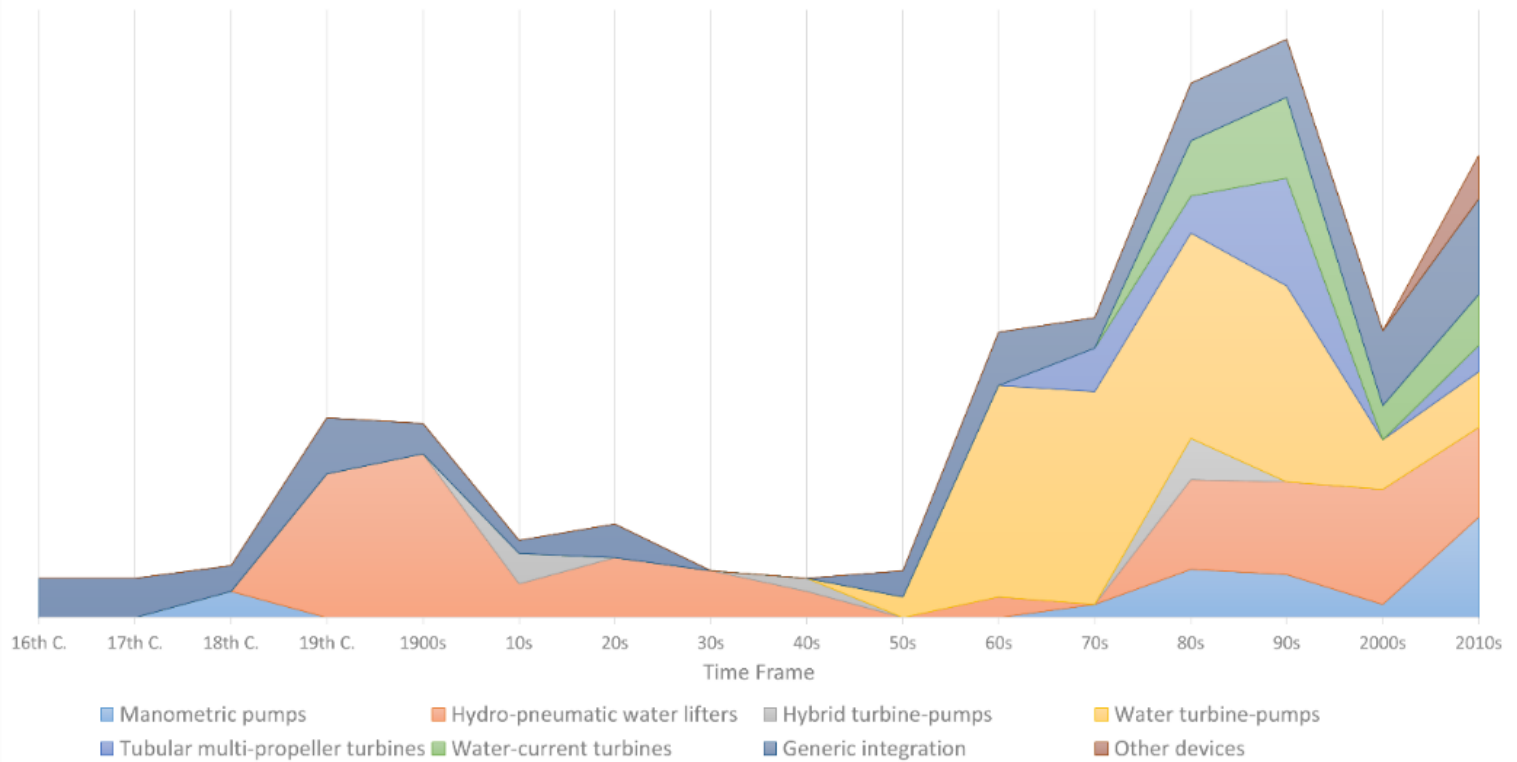 16th C. 17th C. 18th C. 19th C. 1900s 10s 20s 30s 40s 50s 60s 70s 80s 90s 2000s 2010s
Time Frame
Manometric pumps Hydro-pneumatic water lifters Hybrid turbine-pumps Water turbine-pumps
Tubular multi-propeller turbines Water-current turbines Generic integration Other devices